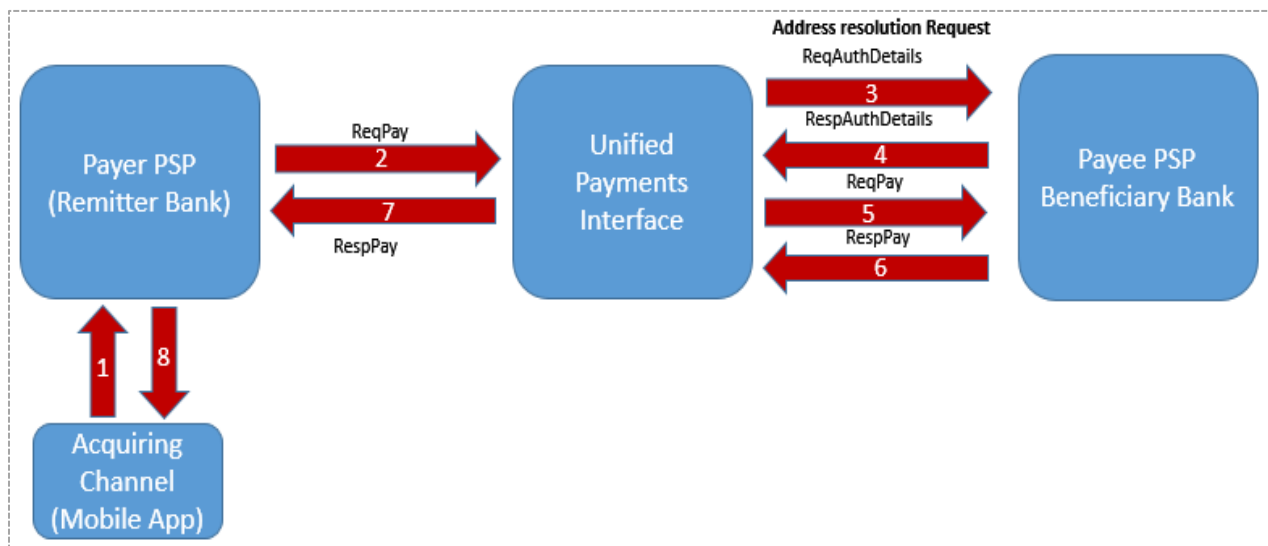 Address resolution Request
ReqAuthDetails
3
RespAuthDetails
4
ReqPay
5
RespPay
6
Payer PSP
(Remitter Bank)
ReqPay
2
7
RespPay
Unified
Payments
Interface
Payee PSP
Beneficiary Bank
1
8
Acquiring
Channel
(Mobile App)